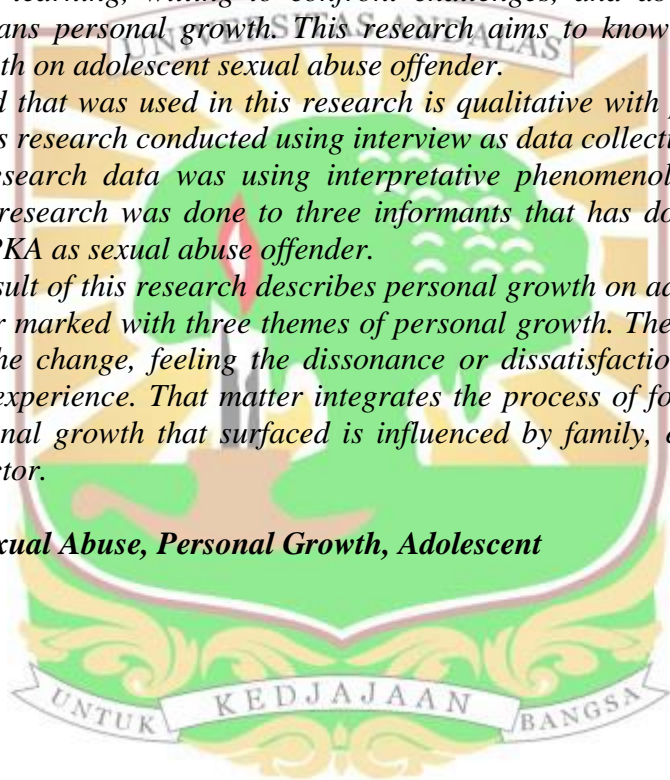 learning, willing to confront challenges, and
ans personal growth. This research aims to know
UNIVERSITAS ANDALAS
th on adolescent sexual abuse offender.
d that was used in this research is qualitative with
s research conducted using interview as data collecti
esearch data was using interpretative phenomenol
research was done to three informants that has do
PKA as sexual abuse offender.
sult of this research describes personal growth on ad
r marked with three themes of personal growth. The
he change, feeling the dissonance or dissatisfactio
experience. That matter integrates the process of fo
nal growth that surfaced is influenced by family,
ctor.
xual Abuse, Personal Growth, Adolescent
UNTUK KEDJAJAAN BANGSA